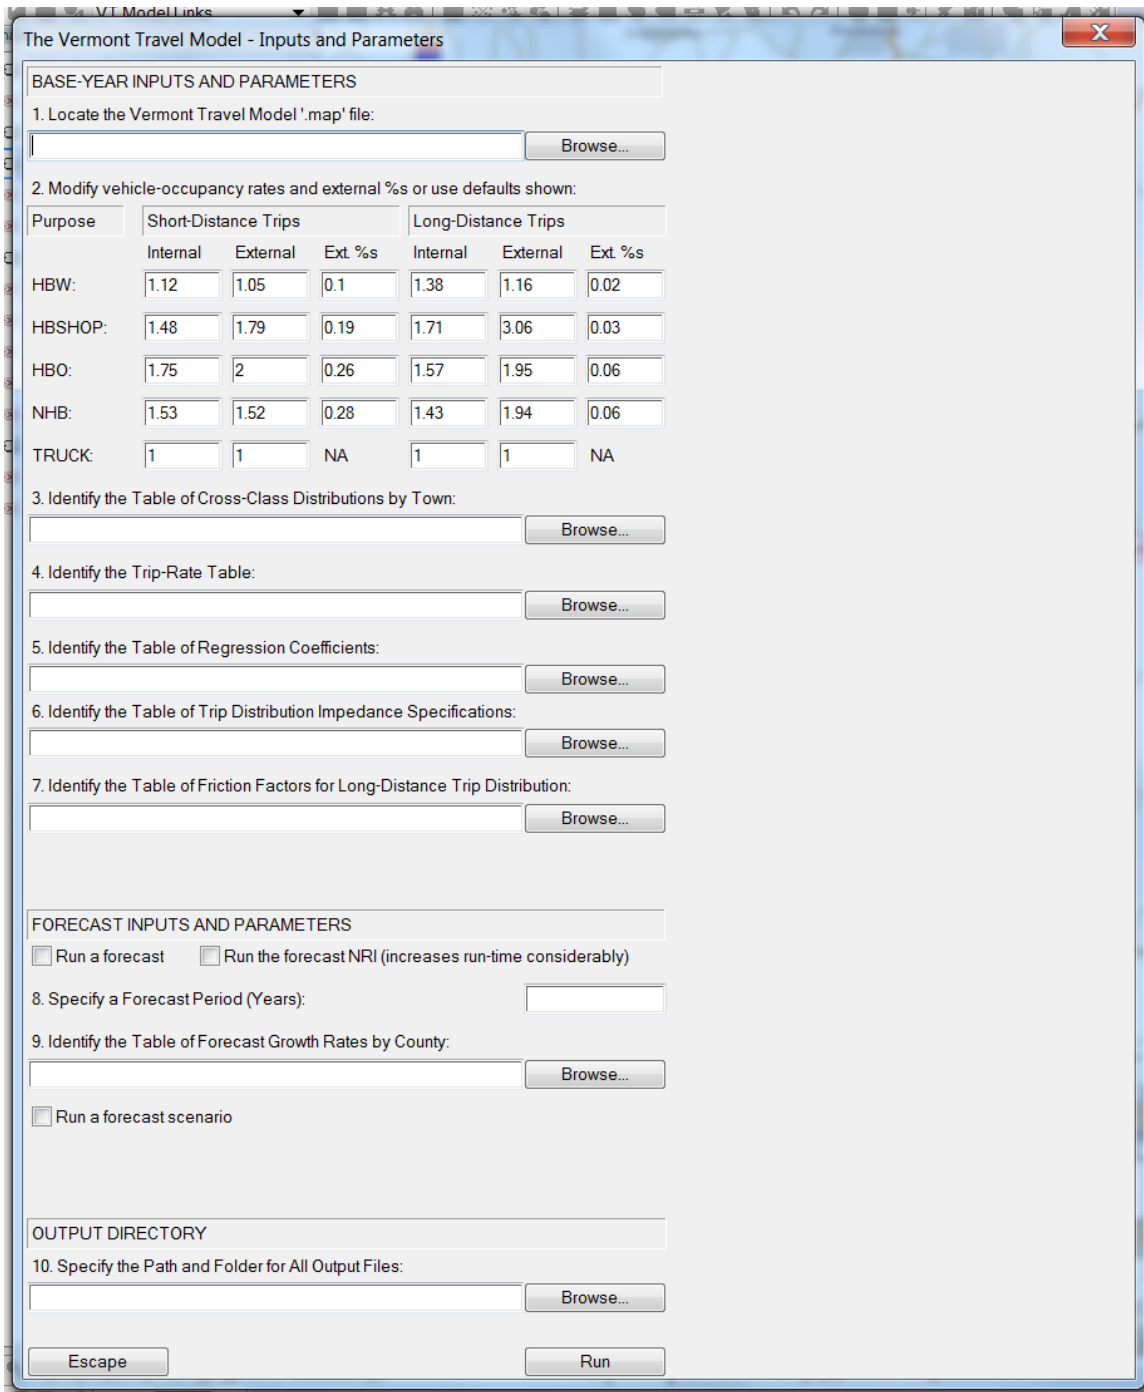 VT Model Links
The Vermont Travel Model - Inputs and Parameters
X
BASE-YEAR INPUTS AND PARAMETERS
1. Locate the Vermont Travel Model '.map' file:
Browse...
2. Modify vehicle-occupancy rates and external %s or use defaults shown:
Purpose Short-Distance Trips Long-Distance Trips
Internal External Ext. %s Internal External Ext. %s
HBW: 1.12 1.05 0.1 1.38 1.16 0.02
HBSHOP: 1.48 1.79 0.19 1.71 3.06 0.03
HBO: 1.75 2 0.26 1.57 1.95 0.06
NHB: 1.53 1.52 0.28 1.43 1.94 0.06
TRUCK: 1 1 NA 1 1 NA
3. Identify the Table of Cross-Class Distributions by Town:
Browse...
4. Identify the Trip-Rate Table:
Browse...
5. Identify the Table of Regression Coefficients:
Browse...
6. Identify the Table of Trip Distribution Impedance Specifications:
Browse...
7. Identify the Table of Friction Factors for Long-Distance Trip Distribution:
Browse...
FORECAST INPUTS AND PARAMETERS
Run a forecast Run the forecast NRI (increases run-time considerably)
8. Specify a Forecast Period (Years):
9. Identify the Table of Forecast Growth Rates by County:
Browse...
Run a forecast scenario
OUTPUT DIRECTORY
10. Specify the Path and Folder for All Output Files:
Browse...
Escape Run